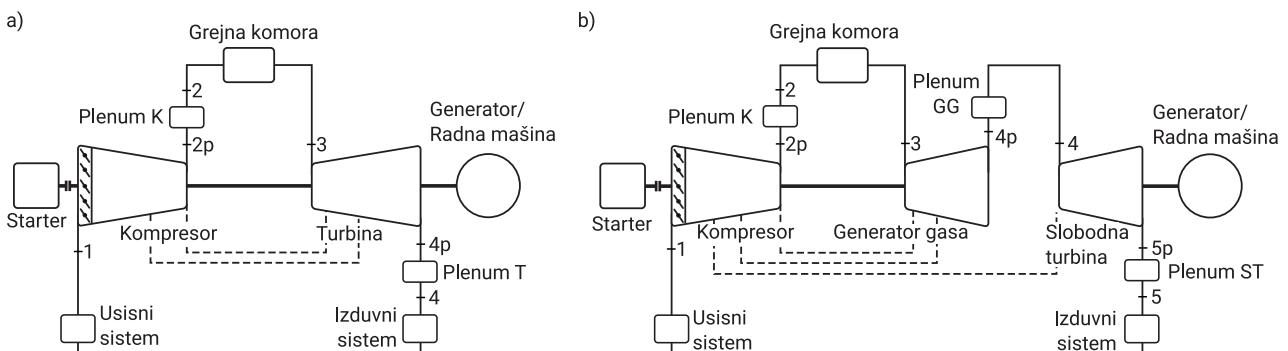 a)
Grejna komora
2
Plenum K
2p
3
Generator/
Radna mašina
Starter
Kompresor
Turbina
1
4p
Plenum T
4
Usisni
sistem
Izduvni
sistem
b)
Grejna komora
2
Plenum K
2p
3
Plenum
GG
4p
4
Generator/
Radna mašina
Starter
Kompresor
Generator gasa
Slobodna
turbina
1
5p
Plenum ST
5
Usisni
sistem
Izduvni
sistem